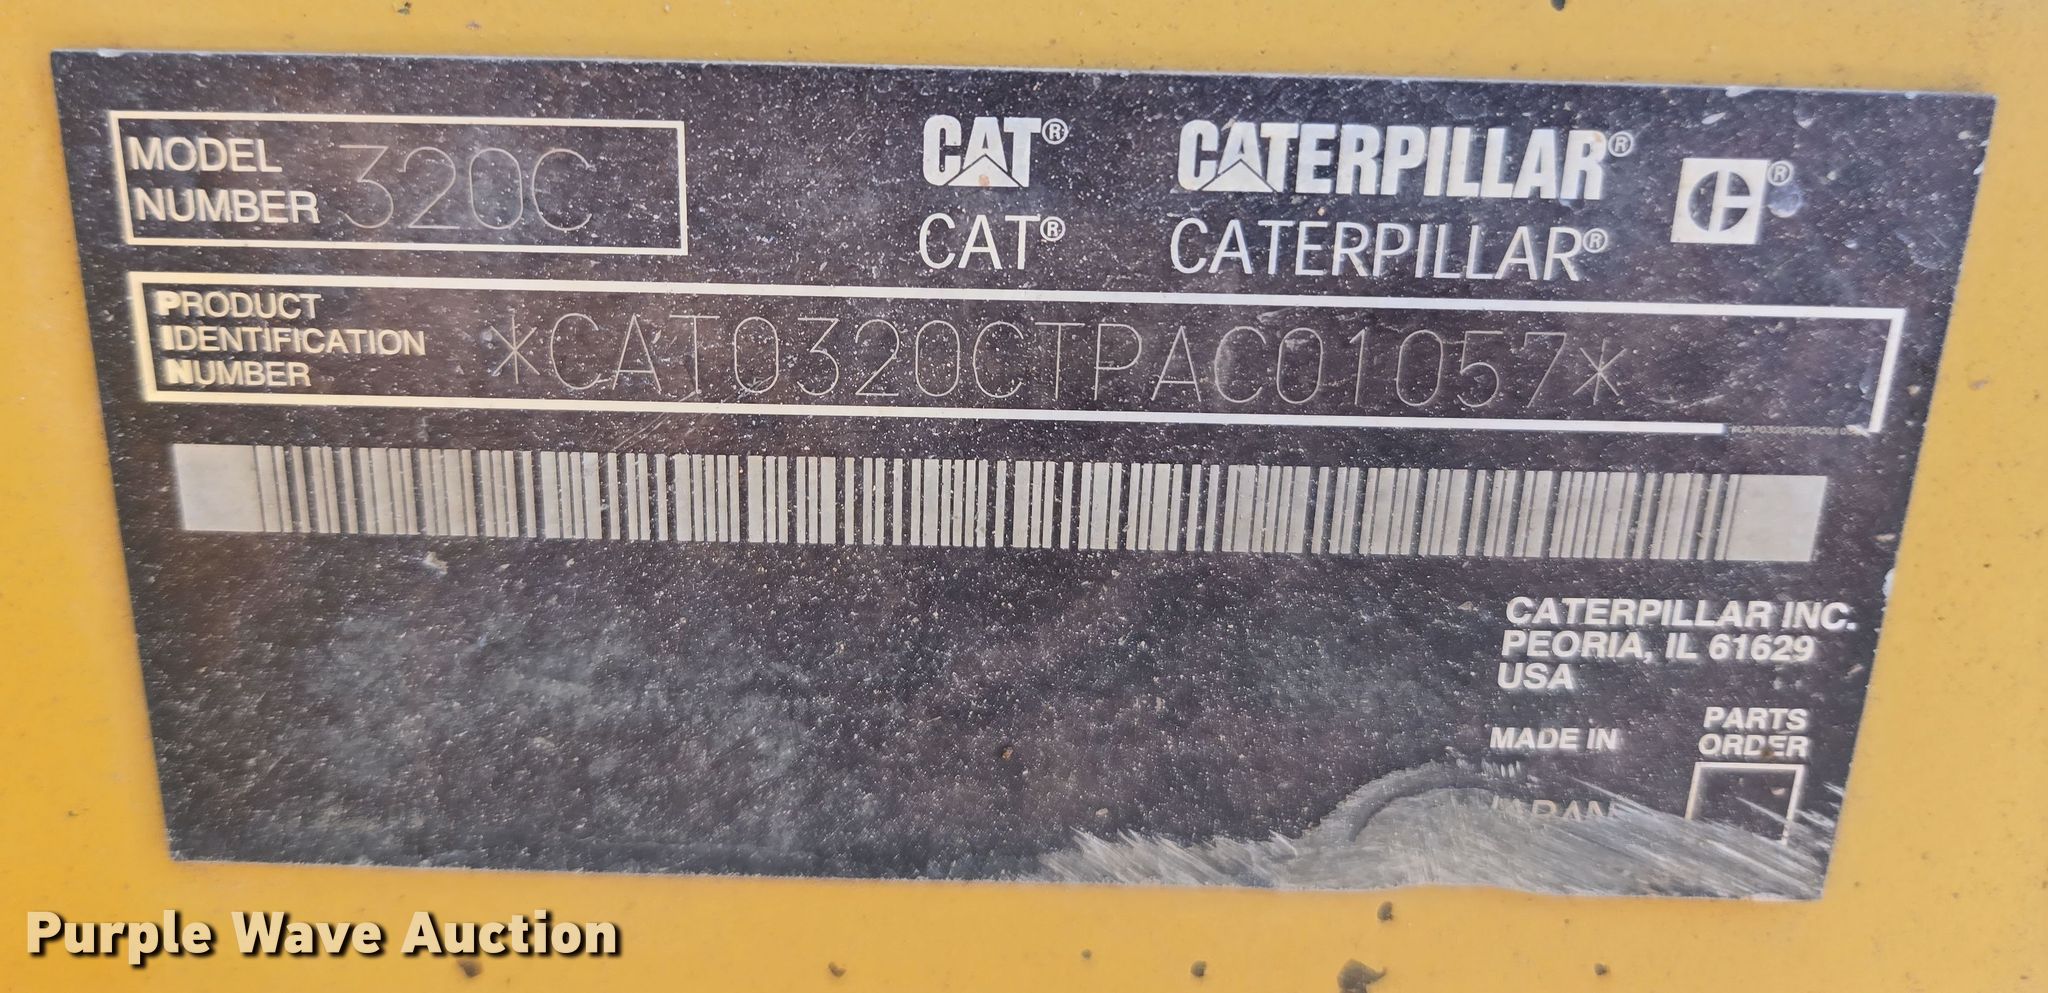 MODEL NUMBER 320C
CAT® CATERPILLAR® ®
CAT® CATERPILLAR®
PRODUCT
IDENTIFICATION
NUMBER
*CAT0320CTPAC01057*
CATERPILLAR INC.
PEORIA, IL 61629
USA
MADE IN
PARTS
ORDER
JAPAN
Purple Wave Auction